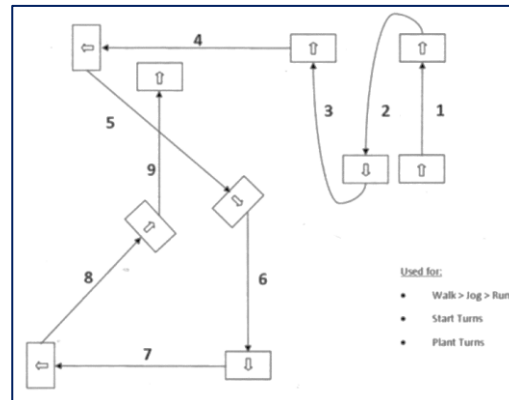 4
5
9
3
2
1
8
6
7
Used for:
• Walk > Jog > Run
• Start Turns
• Plant Turns